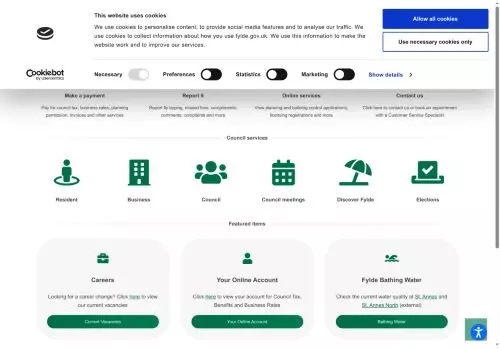 This website uses cookies
We use cookies to personalise content, to provide social media features and to analyse our traffic. We
use cookies to collect information about how you use fylde.gov.uk. We use this information to make the
website work and to improve our services.
Allow all cookies
Use necessary cookies only
Cookiebot
by Usercentrics
Necessary
Preferences
Statistics
Marketing
Show details
Make a payment
Report it
Online services
Contact us
Pay for council tax, business rates, planning
permission, invoices and other services
Report fly tipping, missed bins, compliments,
comments, complaints and more
View planning and building control applications,
licensing registrations and more
Click here to contact us or book an appointment
with a Customer Service Specialist
Council services
Resident
Business
Council
Council meetings
Discover Fylde
Elections
Featured items
Careers
Looking for a career change? Click here to view
our current vacancies
Current Vacancies
Your Online Account
Click here to view your account for Council Tax,
Benefits and Business Rates
Your Online Account
Fylde Bathing Water
Check the current water quality at St. Annes and
St. Annes North (external)
Bathing Water